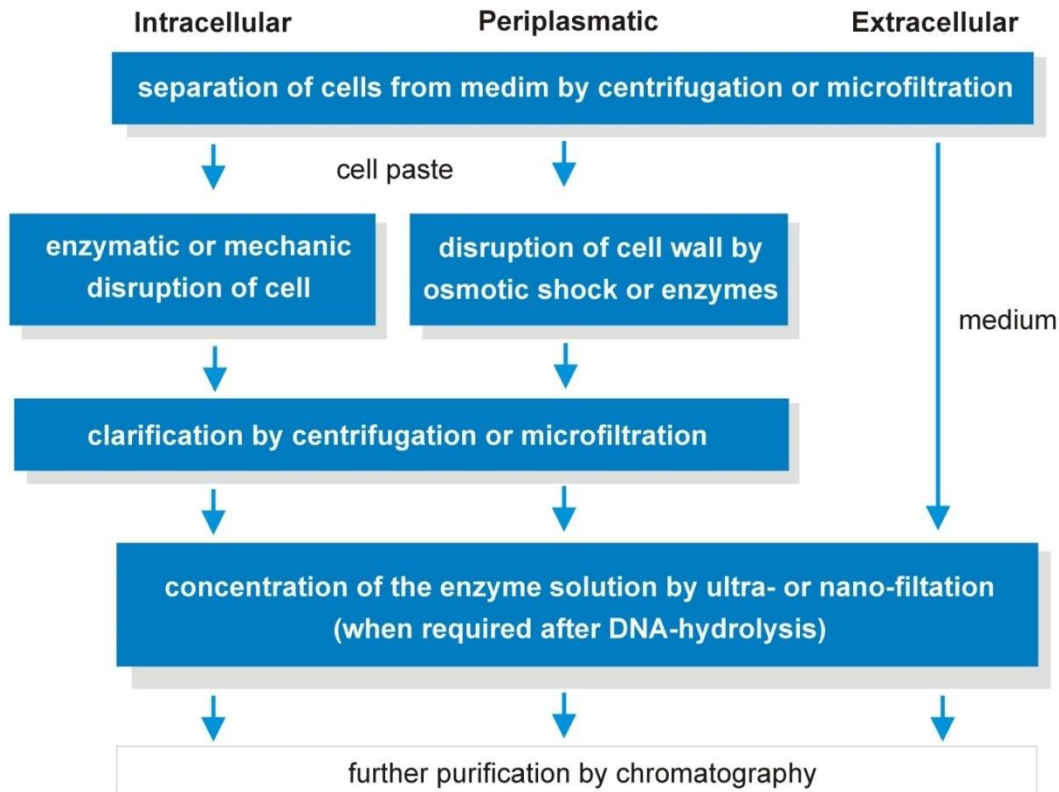 Intracellular
Periplasmatic
Extracellular
separation of cells from medim by centrifugation or microfiltration
cell paste
enzymatic or mechanic
disruption of cell
disruption of cell wall by
osmotic shock or enzymes
medium
clarification by centrifugation or microfiltration
concentration of the enzyme solution by ultra- or nano-filtation
(when required after DNA-hydrolysis)
further purification by chromatography